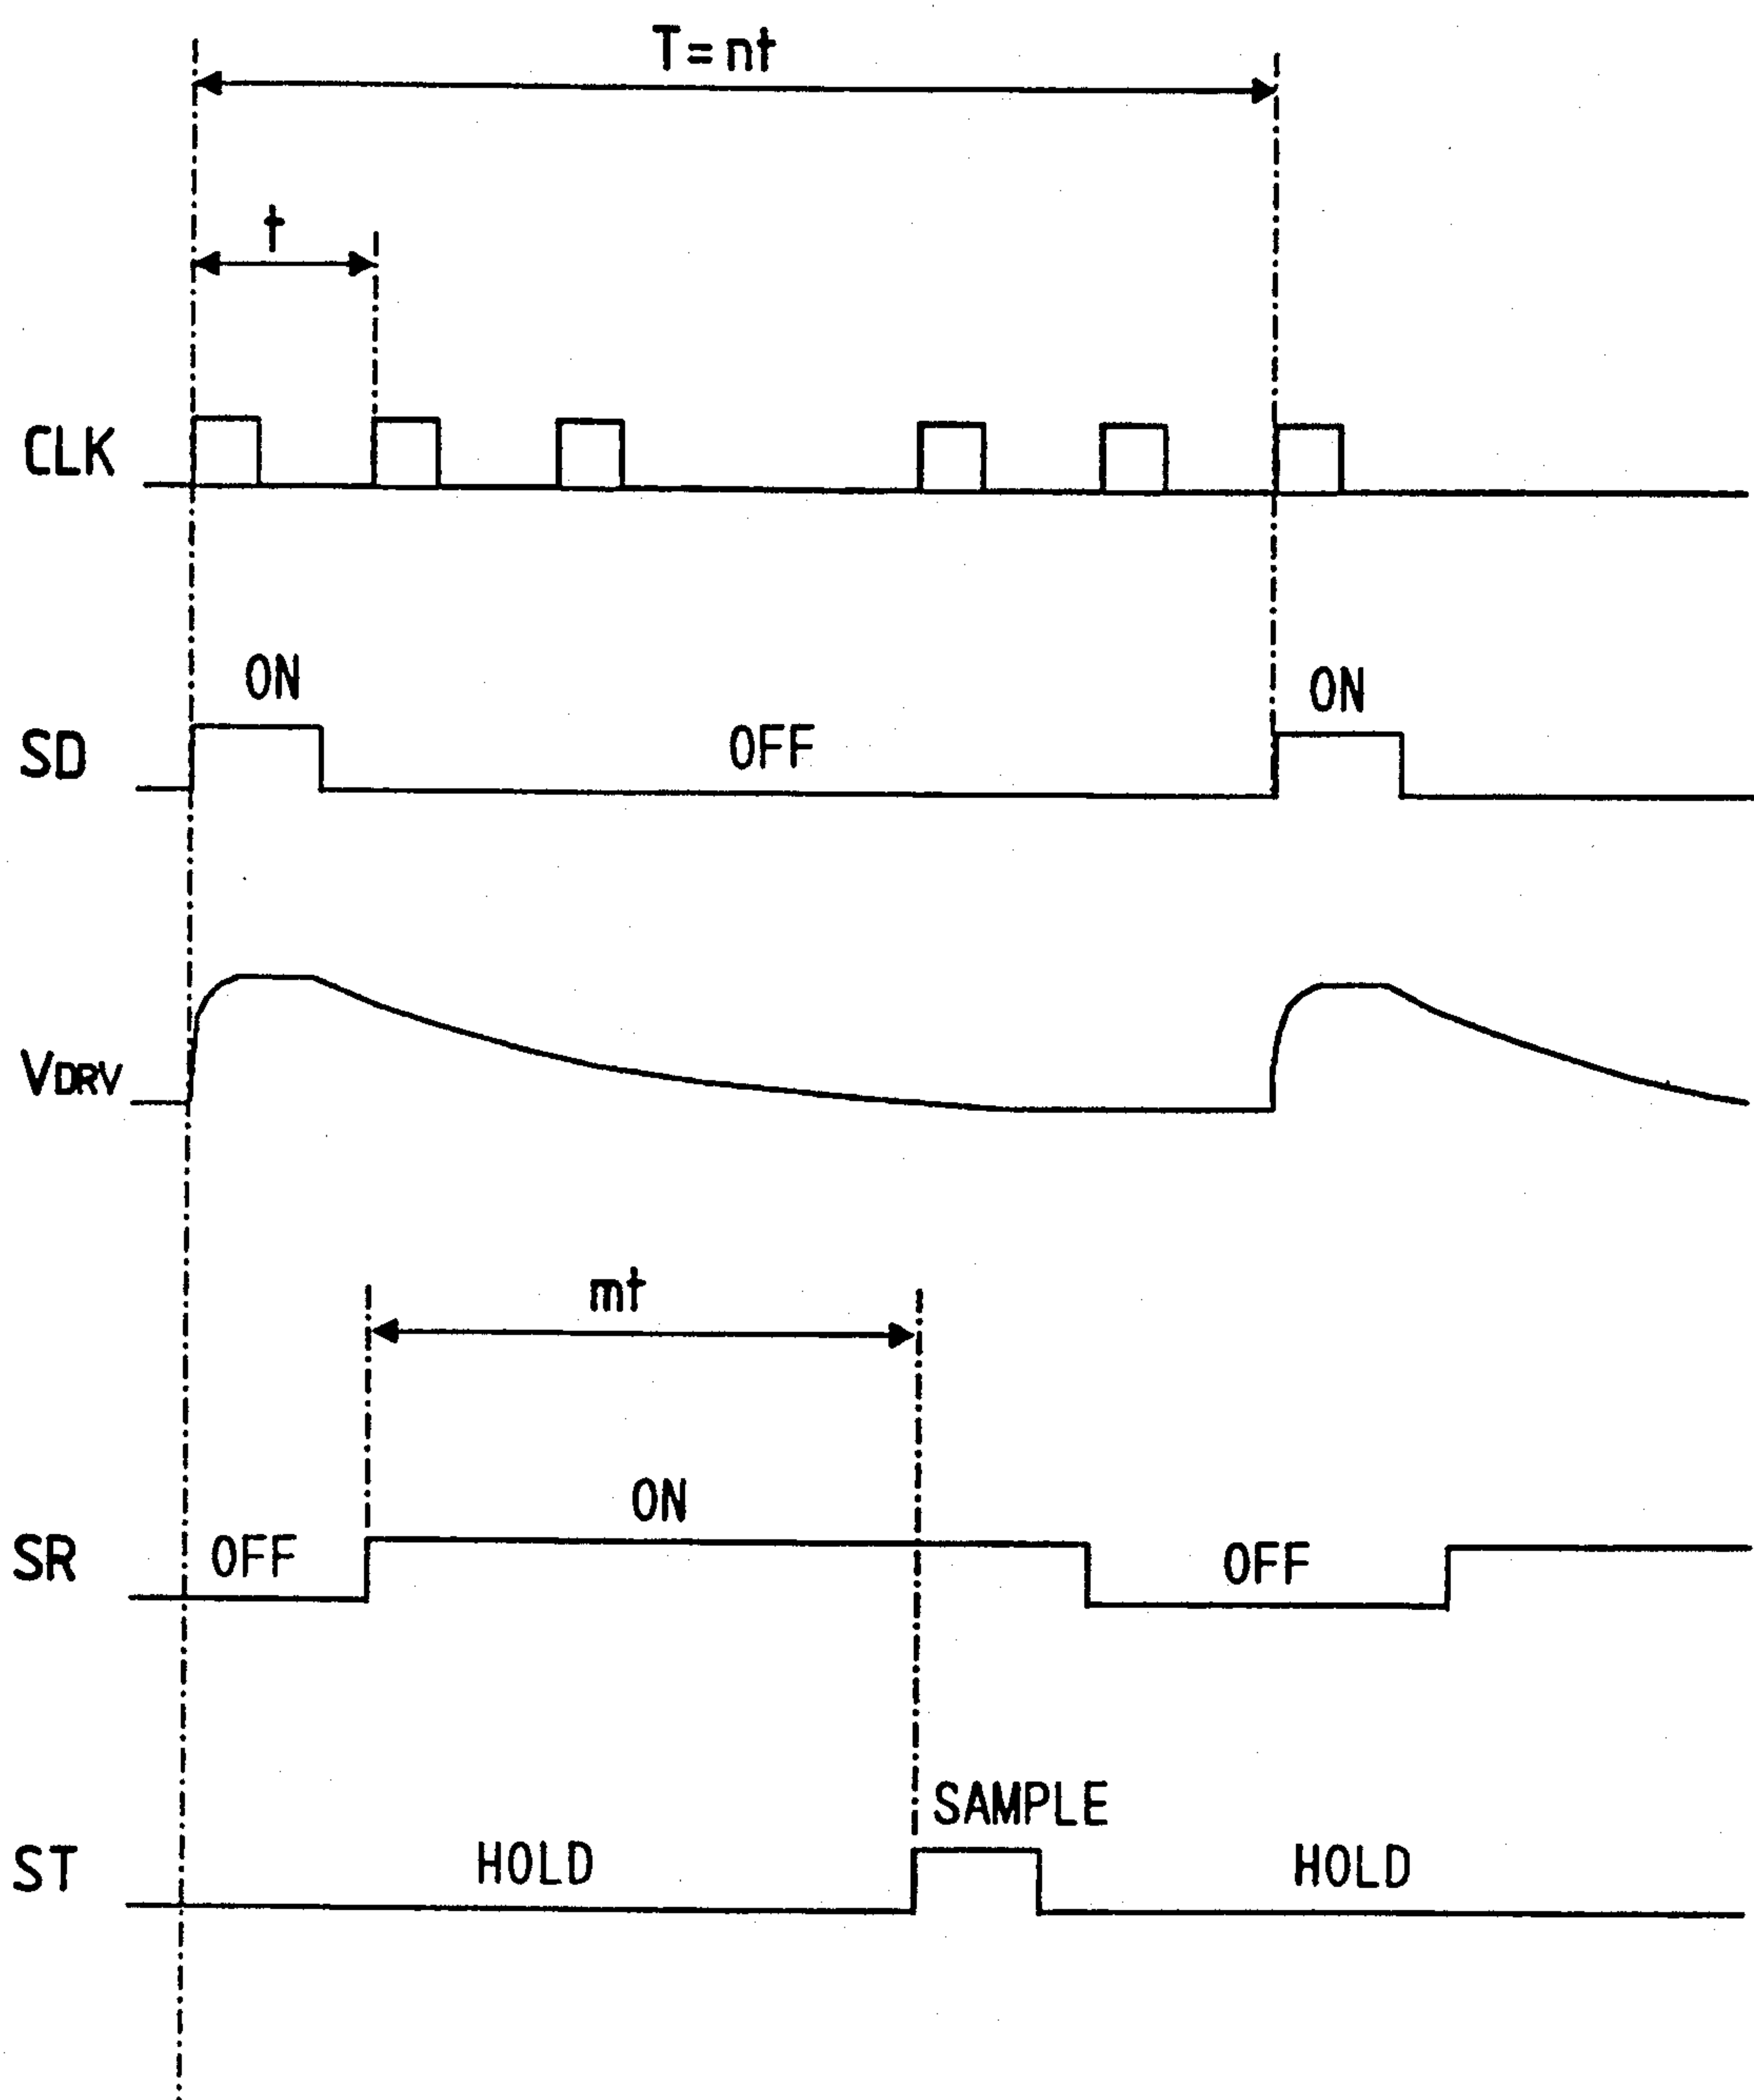 T=nt
t
CLK
ON
ON
SD
OFF
VDRV
mt
ON
SR
OFF
OFF
SAMPLE
ST
HOLD
HOLD